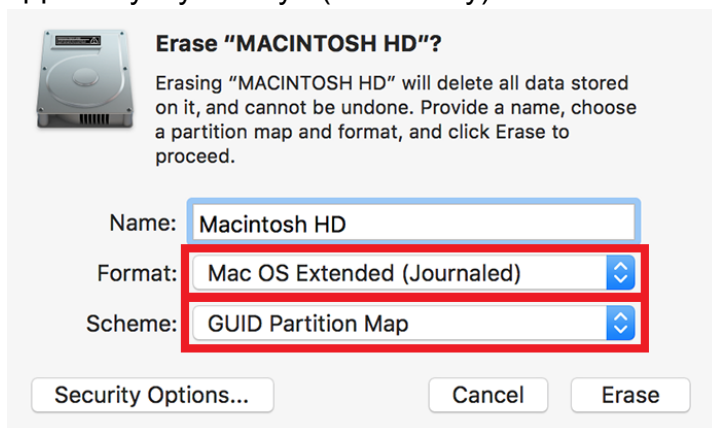 Erase “MACINTOSH HD”?
Erasing “MACINTOSH HD” will delete all data stored
on it, and cannot be undone. Provide a name, choose
a partition map and format, and click Erase to
proceed.
Name: Macintosh HD
Format: Mac OS Extended (Journaled)
Scheme: GUID Partition Map
Security Options... Cancel Erase